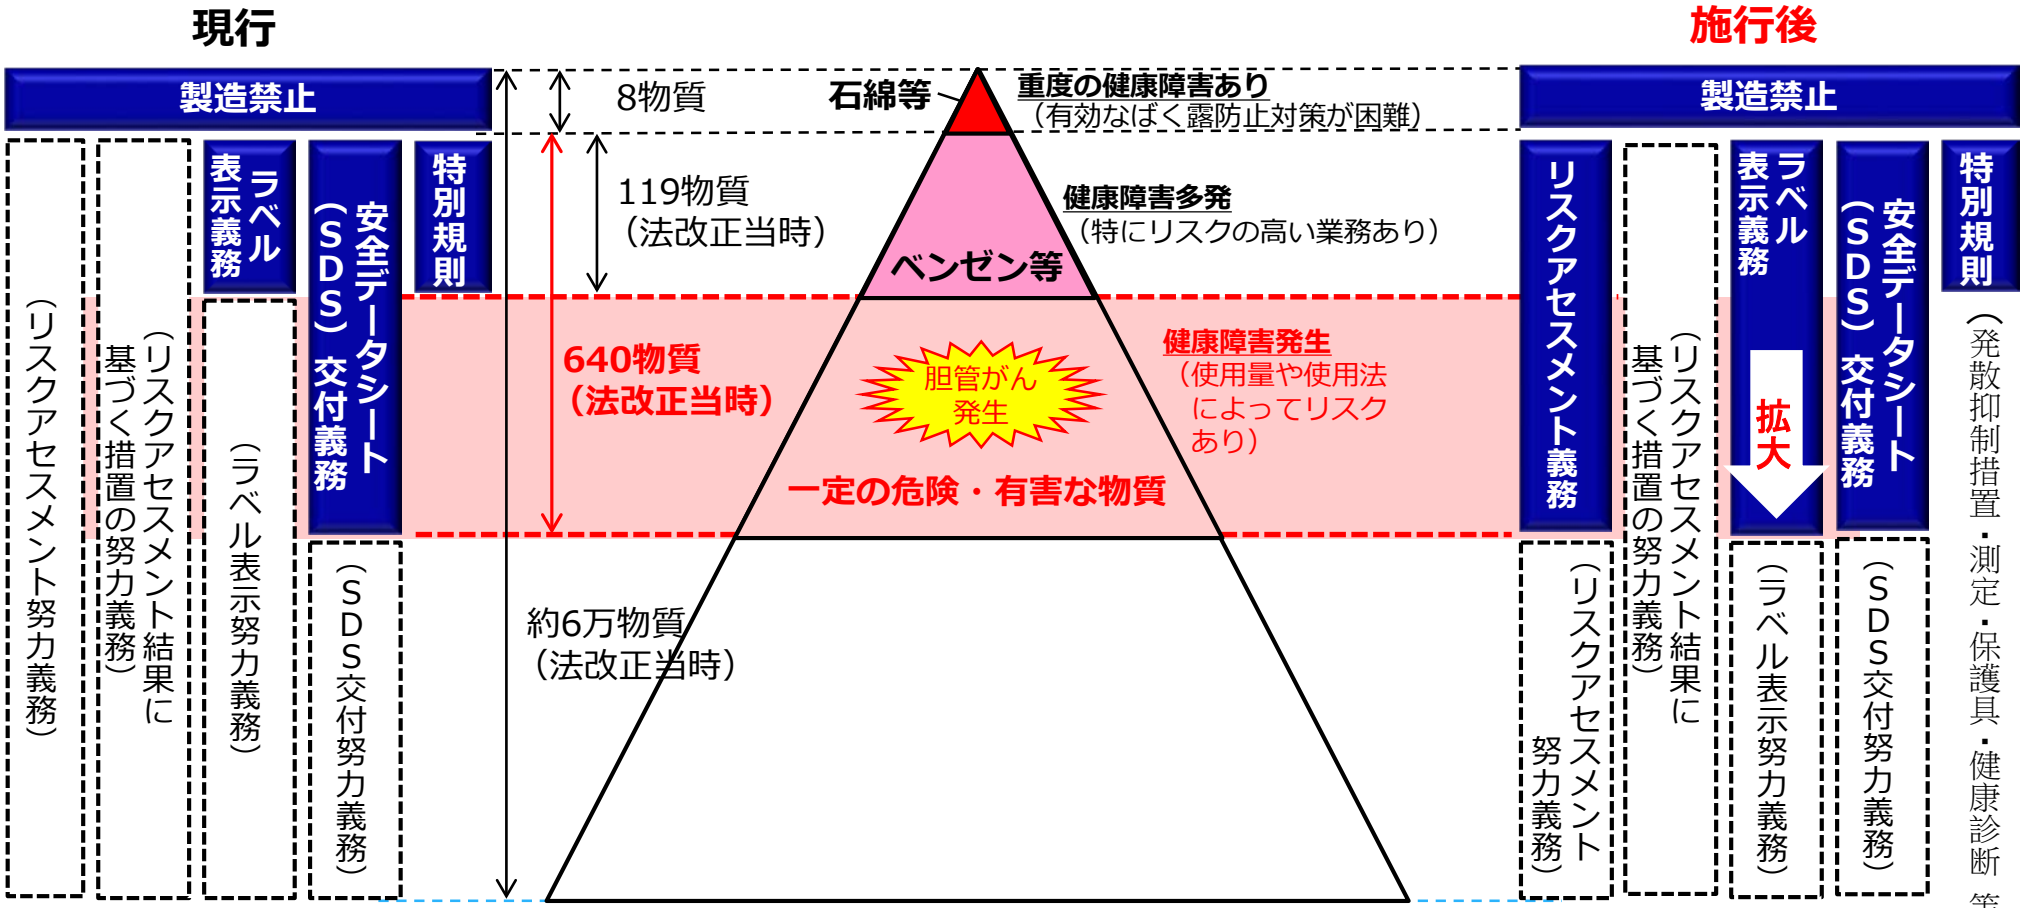 現行
施行後
製造禁止
8物質
石綿等
重度の健康障害あり
（有効なばく露防止対策が困難）
製造禁止
（リスクアセスメント努力義務）
（リスクアセスメント結果に
基づく措置の努力義務）
ラベル
表示義務
（ラベル表示努力義務）
安全データシート
（ＳＤＳ）交付義務
（ＳＤＳ交付努力義務）
特別規則
119物質
（法改正当時）
640物質
（法改正当時）
約6万物質
（法改正当時）
ベンゼン等
健康障害多発
（特にリスクの高い業務あり）
胆管がん
発生
健康障害発生
（使用量や使用法
によってリスク
あり）
一定の危険・有害な物質
リスクアセスメント義務
（リスクアセスメント
努力義務）
（リスクアセスメント結果に
基づく措置の努力義務）
ラベル
表示義務
拡大
（ラベル表示努力義務）
安全データシート
（ＳＤＳ）交付義務
（ＳＤＳ交付努力義務）
特別規則
（発散抑制措置・測定・保護具・健康診断 等